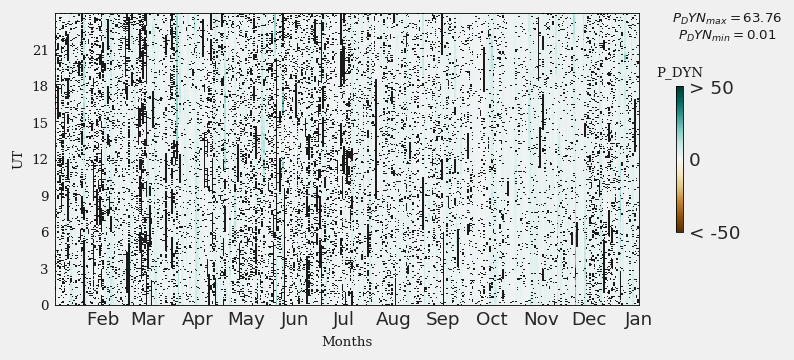 P_DYN_max = 63.76
P_DYN_min = 0.01
P_DYN
> 50
0
< -50
21
18
15
12
9
6
3
0
UT
Feb Mar Apr May Jun Jul Aug Sep Oct Nov Dec Jan
Months